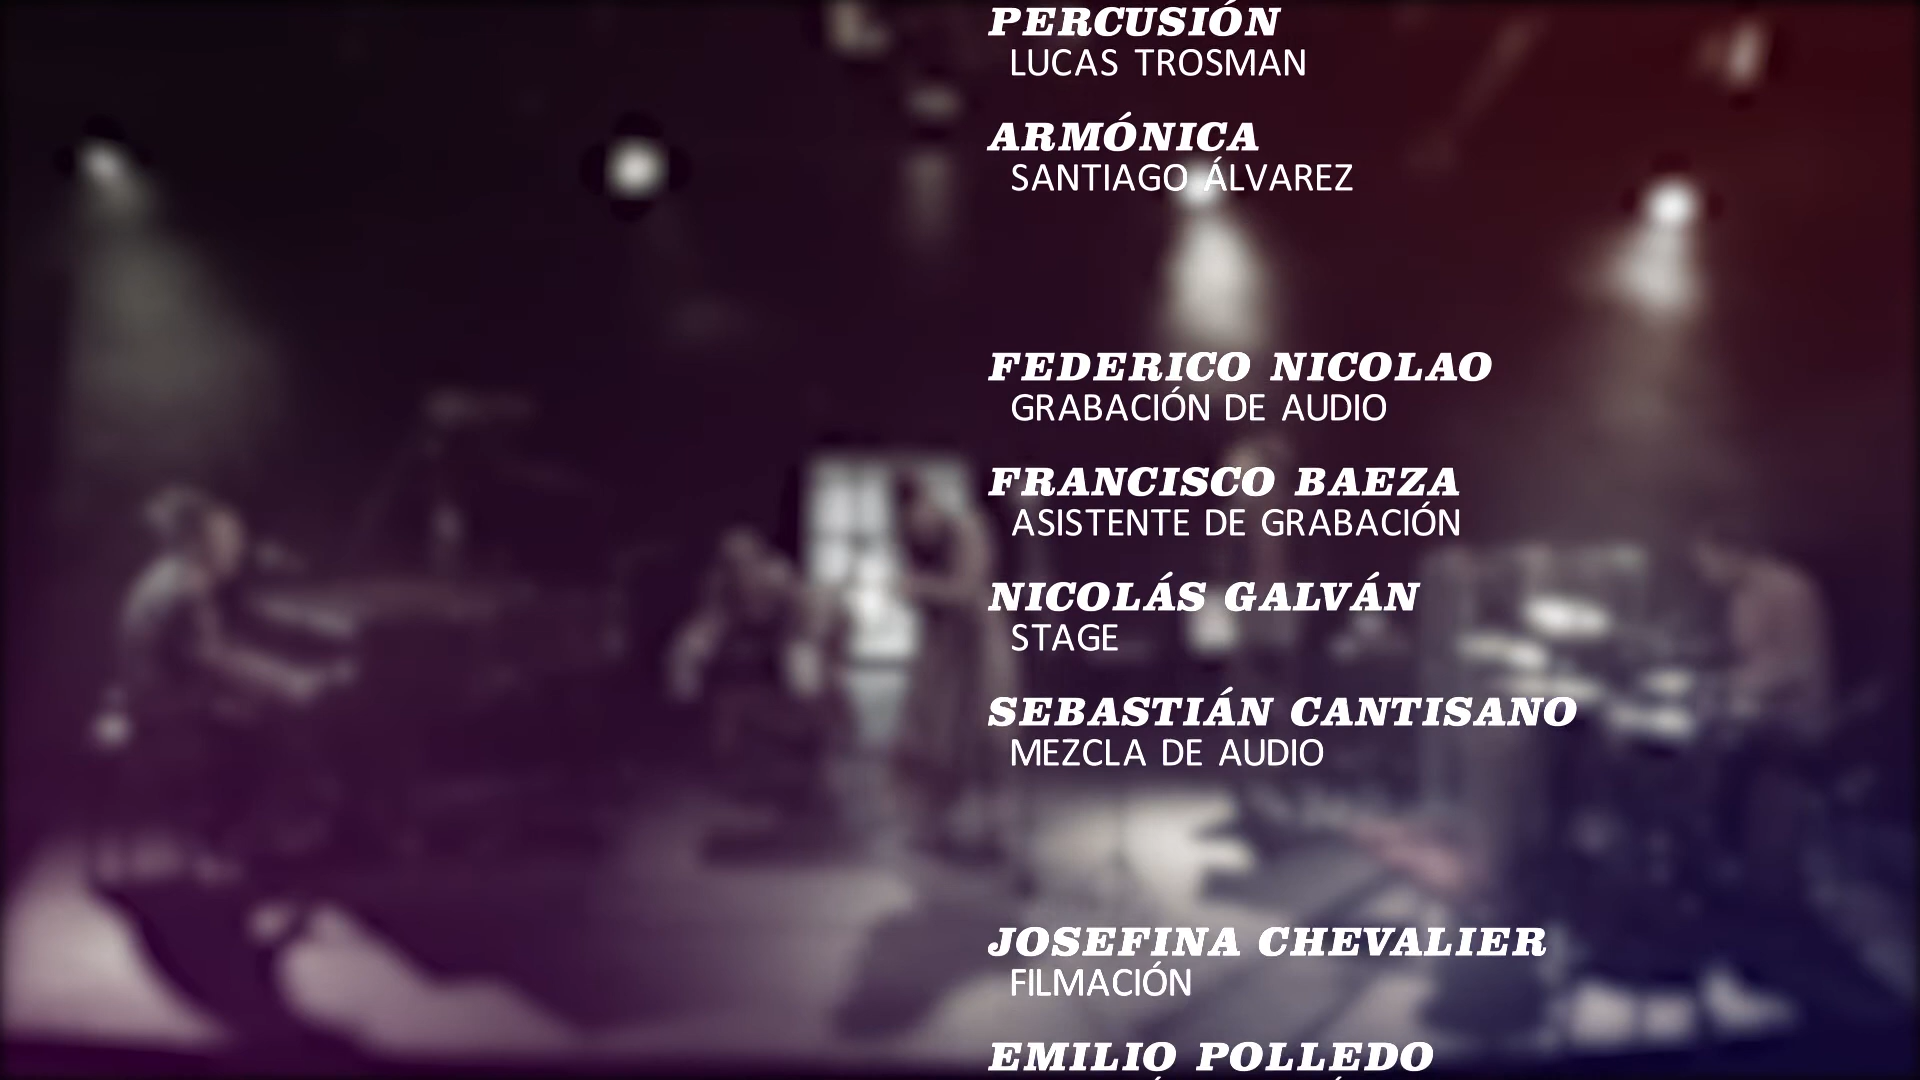 PERCUSIÓN
LUCAS TROSMAN
ARMÓNICA
SANTIAGO ÁLVAREZ
FEDERICO NICOLAO
GRABACIÓN DE AUDIO
FRANCISCO BAEZA
ASISTENTE DE GRABACIÓN
NICOLÁS GALVÁN
STAGE
SEBASTIÁN CANTISANO
MEZCLA DE AUDIO
JOSEFINA CHEVALIER
FILMACIÓN
EMILIO POLLEDO